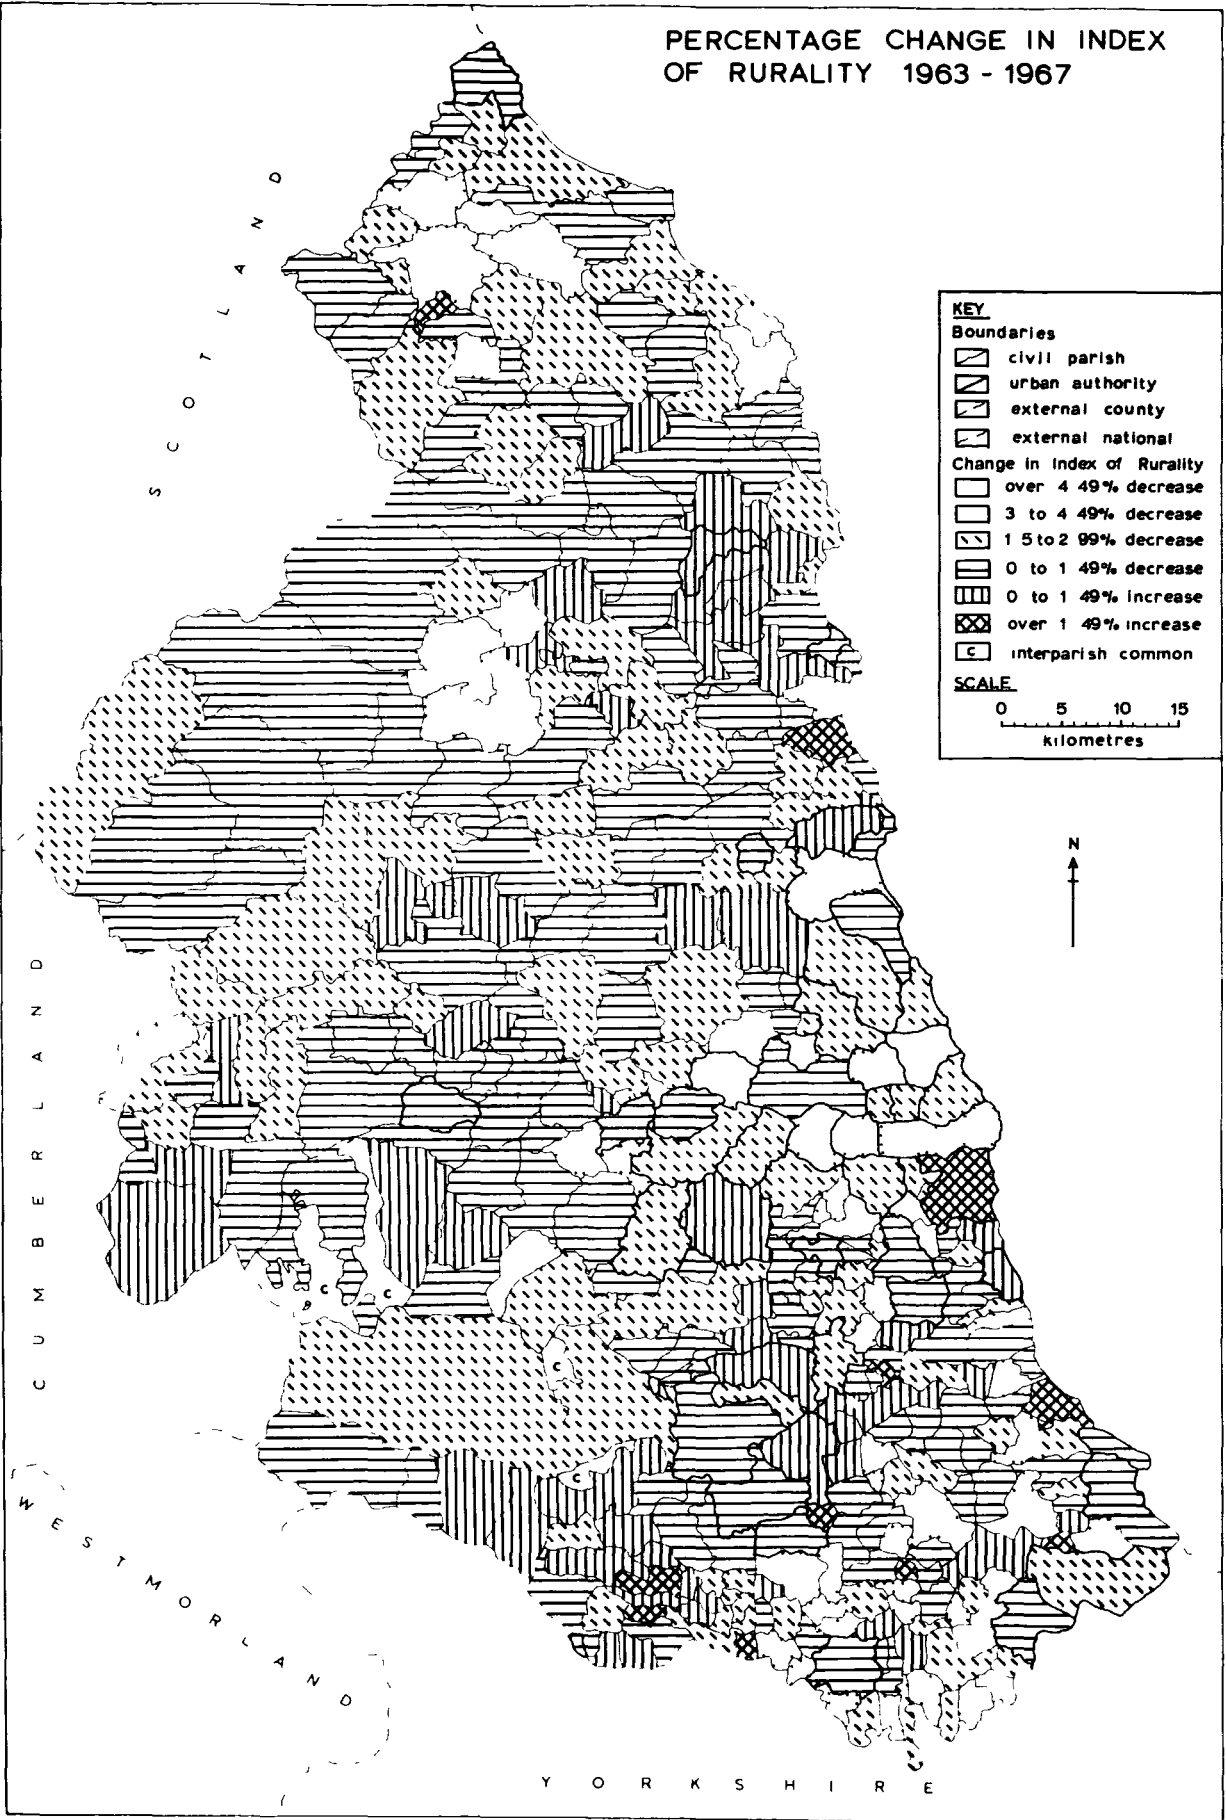 PERCENTAGE CHANGE IN INDEX
OF RURALITY 1963 - 1967
SCOTLAND
KEY
Boundaries
civil parish
urban authority
external county
external national
Change in Index of Rurality
over 4 49% decrease
3 to 4 49% decrease
1 5 to 2 99% decrease
0 to 1 49% decrease
0 to 1 49% increase
over 1 49% increase
c interparish common
SCALE
0 5 10 15
kilometres
N
CUMBERLAND
c
c
c
c
WESTMORLAND
YORKSHIRE